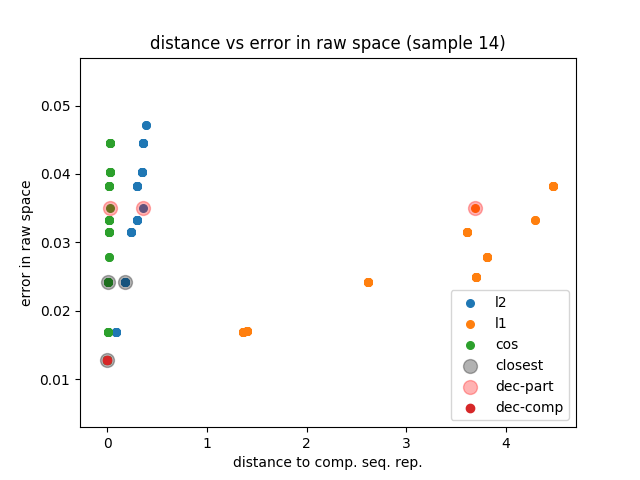 distance vs error in raw space (sample 14)
error in raw space
0.05
0.04
0.03
0.02
0.01
0
1
2
3
4
distance to comp. seq. rep.
l2
l1
cos
closest
dec-part
dec-comp